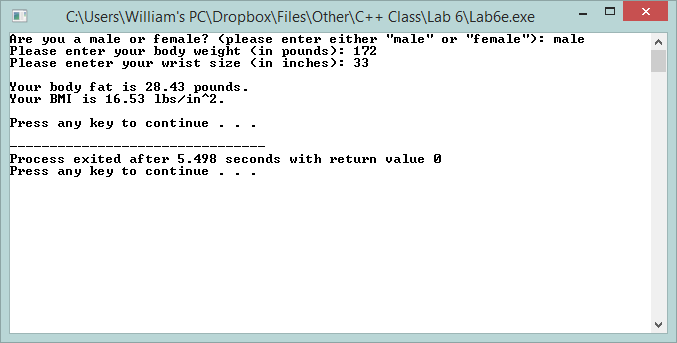 C:\Users\William's PC\Dropbox\Files\Other\C++ Class\Lab 6\Lab6e.exe
Are you a male or female? (please enter either "male" or "female"): male
Please enter your body weight (in pounds): 172
Please eneter your wrist size (in inches): 33
Your body fat is 28.43 pounds.
Your BMI is 16.53 lbs/in^2.
Press any key to continue . . .
--------------------------------
Process exited after 5.498 seconds with return value 0
Press any key to continue . . .